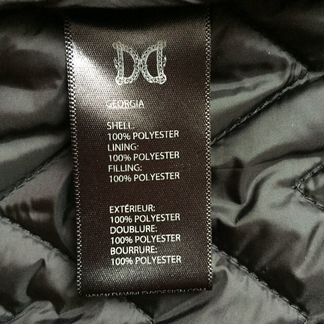 GEORGIA
SHELL:
100% POLYESTER
LINING:
100% POLYESTER
FILLING:
100% POLYESTER
EXTÉRIEUR:
100% POLYESTER
DOUBLURE:
100% POLYESTER
BOURRURE:
100% POLYESTER